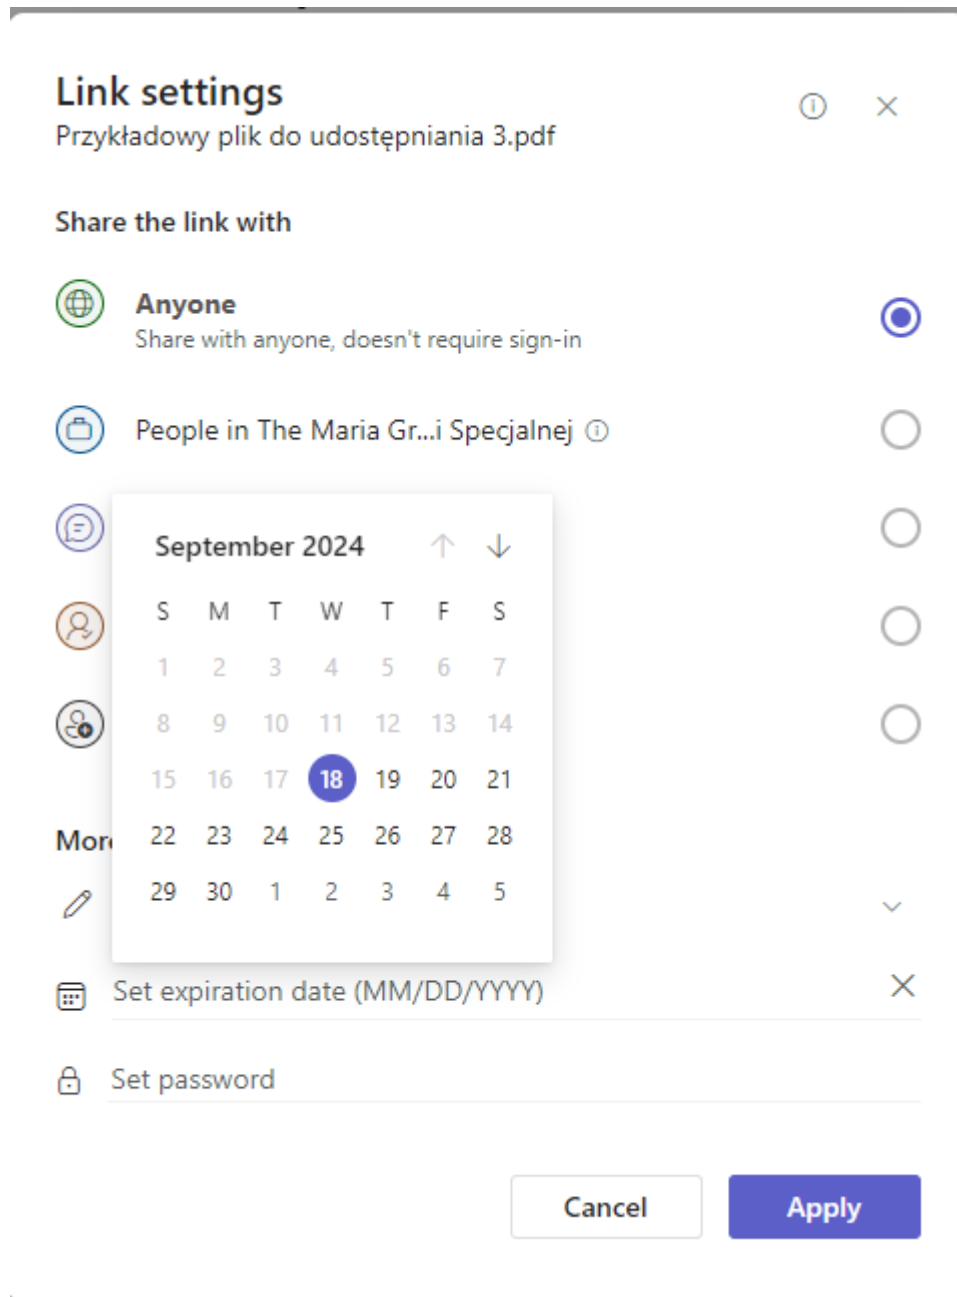 Link settings
Przykładowy plik do udostępniania 3.pdf
Share the link with
Anyone
Share with anyone, doesn't require sign-in
People in The Maria Gr...i Specjalnej
September 2024
S M T W T F S
1 2 3 4 5 6 7
8 9 10 11 12 13 14
15 16 17 18 19 20 21
22 23 24 25 26 27 28
29 30 1 2 3 4 5
Set expiration date (MM/DD/YYYY)
Set password
Cancel Apply